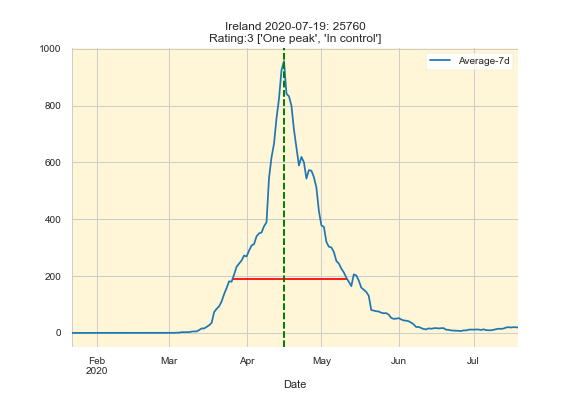 Ireland 2020-07-19: 25760
Rating:3 ['One peak', 'In control']
Average-7d
1000
800
600
400
200
0
Feb
2020
Mar
Apr
May
Jun
Jul
Date